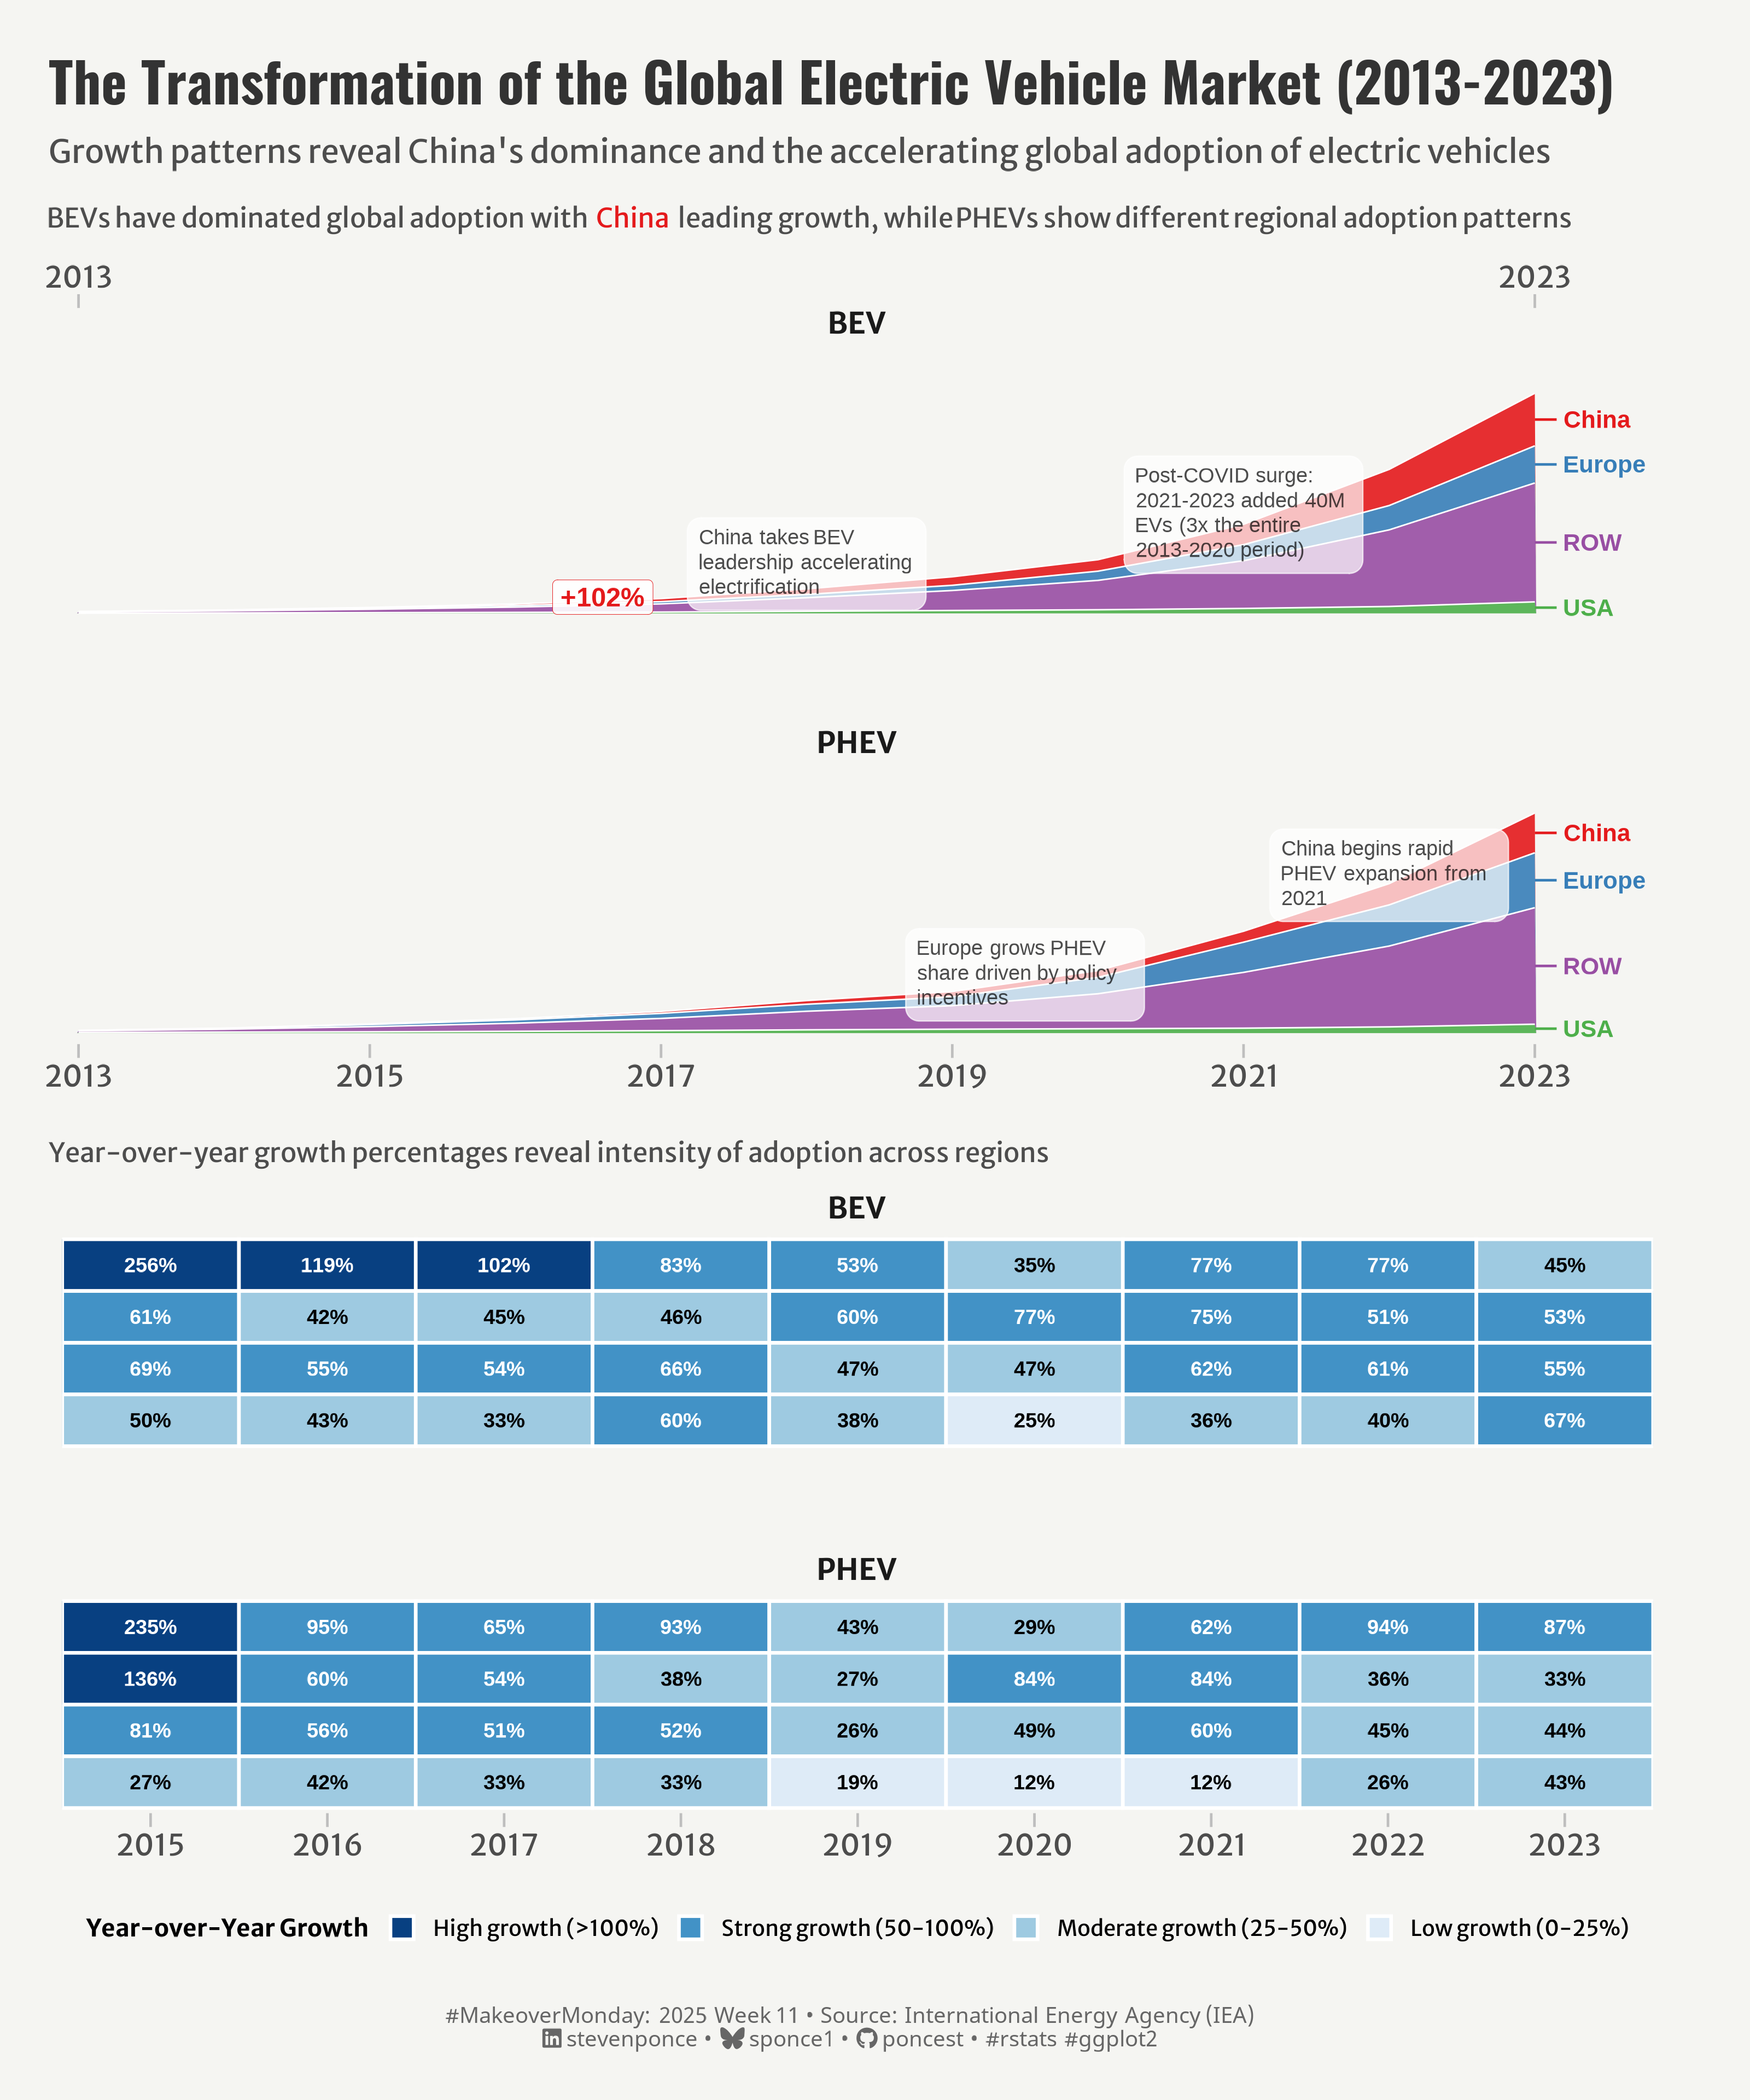 The Transformation of the Global Electric Vehicle Market (2013-2023)
Growth patterns reveal China's dominance and the accelerating global adoption of electric vehicles
BEVs have dominated global adoption with China leading growth, while PHEVs show different regional adoption patterns
2013 2023
BEV
China
Europe
ROW
USA
Post-COVID surge:
2021-2023 added 40M
EVs (3x the entire
2013-2020 period)
China takes BEV
leadership accelerating
electrification
+102%
PHEV
China
Europe
ROW
USA
China begins rapid
PHEV expansion from
2021
Europe grows PHEV
share driven by policy
incentives
2013 2015 2017 2019 2021 2023
Year-over-year growth percentages reveal intensity of adoption across regions
BEV
256% 119% 102% 83% 53% 35% 77% 77% 45%
61% 42% 45% 46% 60% 77% 75% 51% 53%
69% 55% 54% 66% 47% 47% 62% 61% 55%
50% 43% 33% 60% 38% 25% 36% 40% 67%
PHEV
235% 95% 65% 93% 43% 29% 62% 94% 87%
136% 60% 54% 38% 27% 84% 84% 36% 33%
81% 56% 51% 52% 26% 49% 60% 45% 44%
27% 42% 33% 33% 19% 12% 12% 26% 43%
2015 2016 2017 2018 2019 2020 2021 2022 2023
Year-over-Year Growth High growth (>100%) Strong growth (50-100%) Moderate growth (25-50%) Low growth (0-25%)
#MakeoverMonday: 2025 Week 11 • Source: International Energy Agency (IEA)
in stevenponce • sponce1 • poncest • #rstats #ggplot2